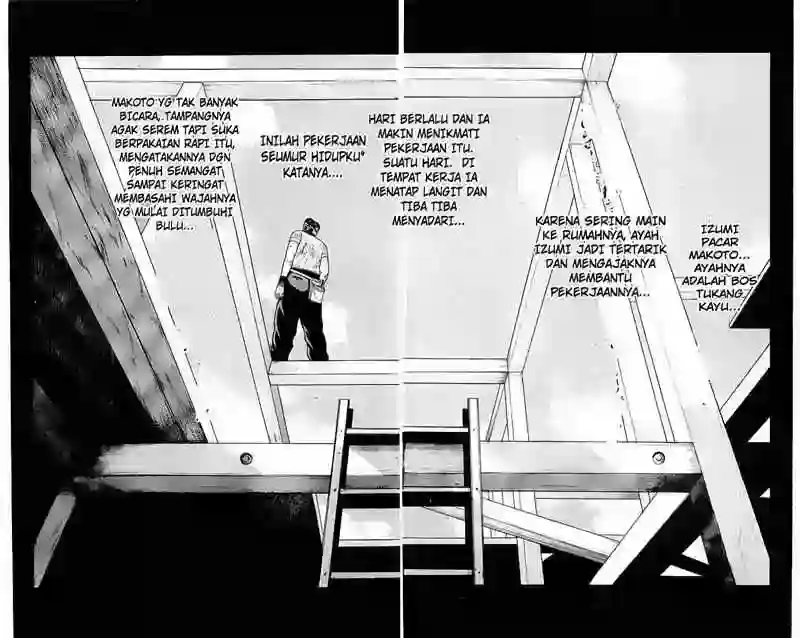 IZUMI
PACAR
MAKOTO...
AYAHNYA
ADALAH BOS
TUKANG
KAYU...
KARENA SERING MAIN
KE RUMAHNYA, AYAH
IZUMI JADI TERTARIK
DAN MENGAJAKNYA
MEMBANTU
PEKERJAANNYA...
HARI BERLALU DAN IA
MAKIN MENIKMATI
PEKERJAAN ITU.
SUATU HARI. DI
TEMPAT KERJA IA
MENATAP LANGIT DAN
TIBA TIBA
MENYADARI...
INILAH PEKERJAAN
SEUMUR HIDUPKU"
KATANYA....
MAKOTO YG TAK BANYAK
BICARA, TAMPANGNYA
AGAK SEREM TAPI SUKA
BERPAKAIAN RAPI ITU,
MENGATAKANNYA DGN
PENUH SEMANGAT
SAMPAI KERINGAT
MEMBASAHI WAJAHNYA
YG MULAI DITUMBUHI
BULU...